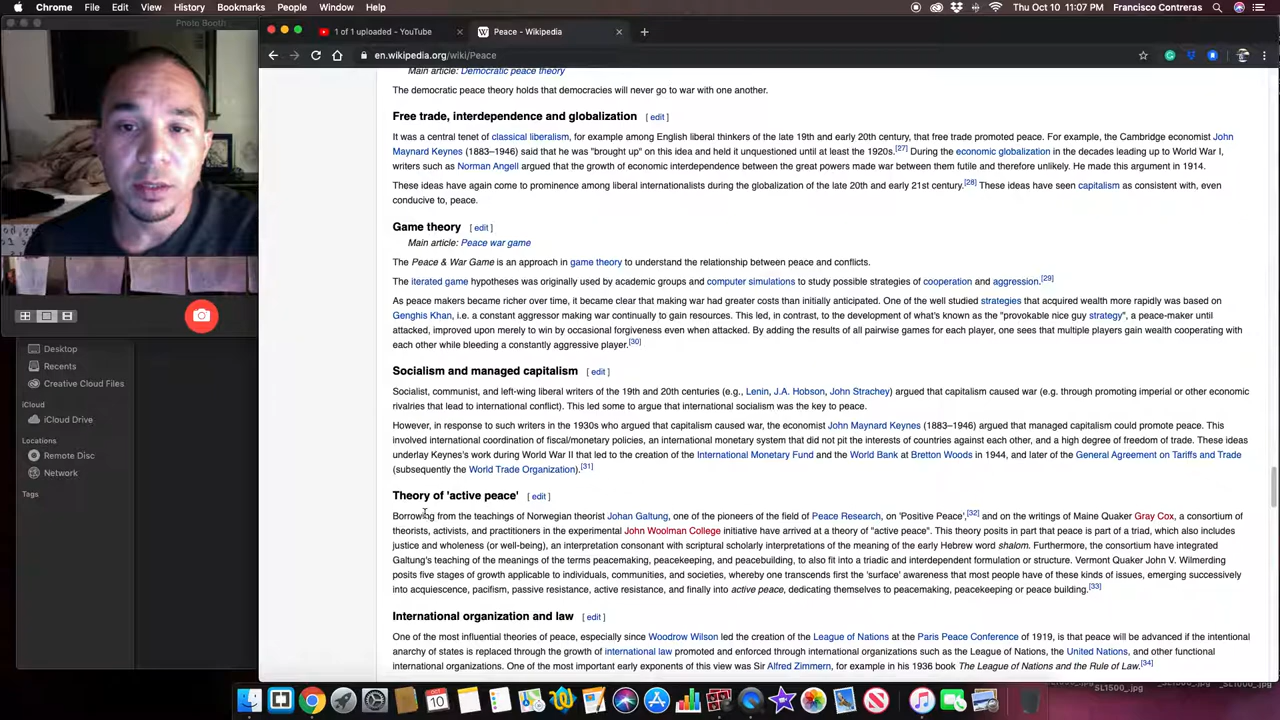 Chrome File Edit View History Bookmarks People Window Help Thu Oct 10 11:07 PM Francisco Contreras
Photo Booth
1 of 1 uploaded - YouTube
Peace - Wikipedia
en.wikipedia.org/wiki/Peace
Main article: Democratic peace theory
The democratic peace theory holds that democracies will never go to war with one another.
Free trade, interdependence and globalization [ edit ]
It was a central tenet of classical liberalism, for example among English liberal thinkers of the late 19th and early 20th century, that free trade promoted peace. For example, the Cambridge economist John
Maynard Keynes (1883–1946) said that he was "brought up" on this idea and held it unquestioned until at least the 1920s.[27] During the economic globalization in the decades leading up to World War I,
writers such as Norman Angell argued that the growth of economic interdependence between the great powers made war between them futile and therefore unlikely. He made this argument in 1914.
These ideas have again come to prominence among liberal internationalists during the globalization of the late 20th and early 21st century.[28] These ideas have seen capitalism as consistent with, even
conducive to, peace.
Game theory [ edit ]
Main article: Peace war game
The Peace & War Game is an approach in game theory to understand the relationship between peace and conflicts.
The iterated game hypotheses was originally used by academic groups and computer simulations to study possible strategies of cooperation and aggression.[29]
As peace makers became richer over time, it became clear that making war had greater costs than initially anticipated. One of the well studied strategies that acquired wealth more rapidly was based on
Genghis Khan, i.e. a constant aggressor making war continually to gain resources. This led, in contrast, to the development of what's known as the "provokable nice guy strategy", a peace-maker until
attacked, improved upon merely to win by occasional forgiveness even when attacked. By adding the results of all pairwise games for each player, one sees that multiple players gain wealth cooperating with
each other while bleeding a constantly aggressive player.[30]
Socialism and managed capitalism [ edit ]
Socialist, communist, and left-wing liberal writers of the 19th and 20th centuries (e.g., Lenin, J.A. Hobson, John Strachey) argued that capitalism caused war (e.g. through promoting imperial or other economic
rivalries that lead to international conflict). This led some to argue that international socialism was the key to peace.
However, in response to such writers in the 1930s who argued that capitalism caused war, the economist John Maynard Keynes (1883–1946) argued that managed capitalism could promote peace. This
involved international coordination of fiscal/monetary policies, an international monetary system that did not pit the interests of countries against each other, and a high degree of freedom of trade. These ideas
underlay Keynes's work during World War II that led to the creation of the International Monetary Fund and the World Bank at Bretton Woods in 1944, and later of the General Agreement on Tariffs and Trade
(subsequently the World Trade Organization).[31]
Theory of 'active peace' [ edit ]
Borrowing from the teachings of Norwegian theorist Johan Galtung, one of the pioneers of the field of Peace Research, on 'Positive Peace',[32] and on the writings of Maine Quaker Gray Cox, a consortium of
theorists, activists, and practitioners in the experimental John Woolman College initiative have arrived at a theory of "active peace". This theory posits in part that peace is part of a triad, which also includes
justice and wholeness (or well-being), an interpretation consonant with scriptural scholarly interpretations of the meaning of the early Hebrew word shalom. Furthermore, the consortium have integrated
Galtung's teaching of the meanings of the terms peacemaking, peacekeeping, and peacebuilding, to also fit into a triadic and interdependent formulation or structure. Vermont Quaker John V. Wilmerding
posits five stages of growth applicable to individuals, communities, and societies, whereby one transcends first the 'surface' awareness that most people have of these kinds of issues, emerging successively
into acquiescence, pacifism, passive resistance, active resistance, and finally into active peace, dedicating themselves to peacemaking, peacekeeping or peace building.[33]
International organization and law [ edit ]
One of the most influential theories of peace, especially since Woodrow Wilson led the creation of the League of Nations at the Paris Peace Conference of 1919, is that peace will be advanced if the intentional
anarchy of states is replaced through the growth of international law promoted and enforced through international organizations such as the League of Nations, the United Nations, and other functional
international organizations. One of the most important early exponents of this view was Sir Alfred Zimmern, for example in his 1936 book The League of Nations and the Rule of Law.[34]
Desktop
Recents
Creative Cloud Files
iCloud
iCloud Drive
Locations
Remote Disc
Network
Tags